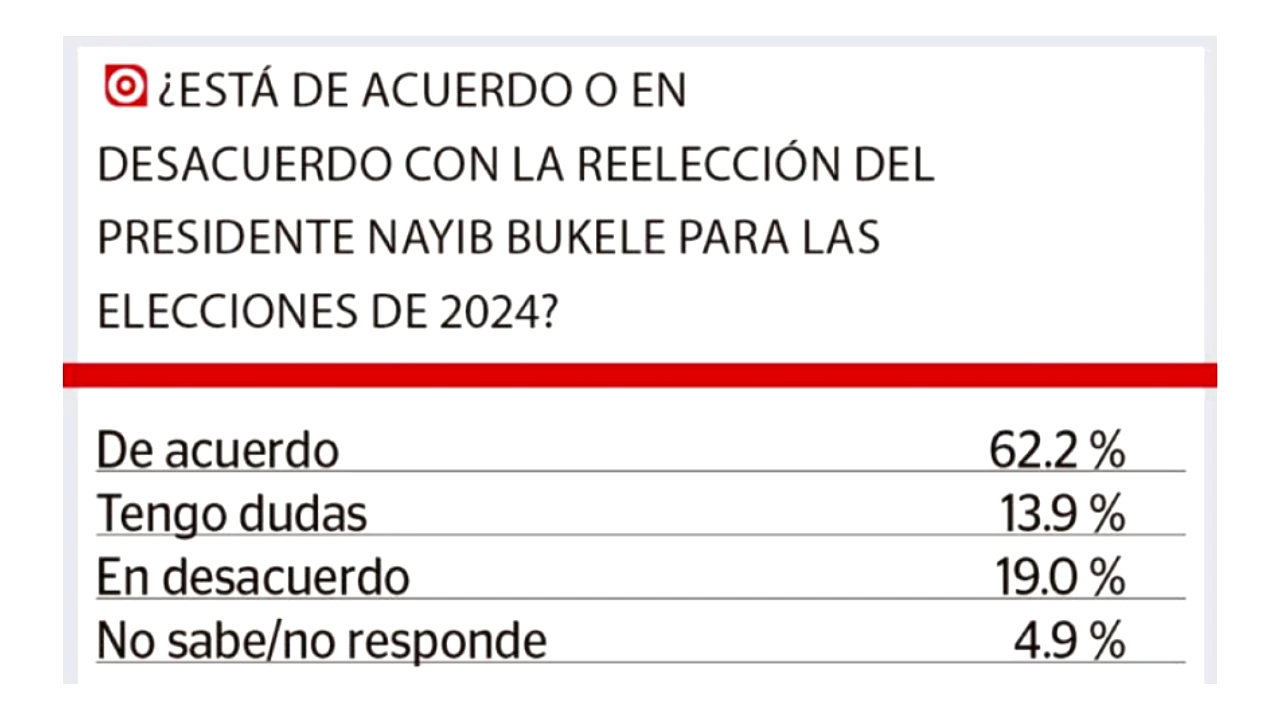 ¿ESTÁ DE ACUERDO O EN
DESACUERDO CON LA REELECCIÓN DEL
PRESIDENTE NAYIB BUKELE PARA LAS
ELECCIONES DE 2024?
De acuerdo 62.2 %
Tengo dudas 13.9 %
En desacuerdo 19.0 %
No sabe/no responde 4.9 %